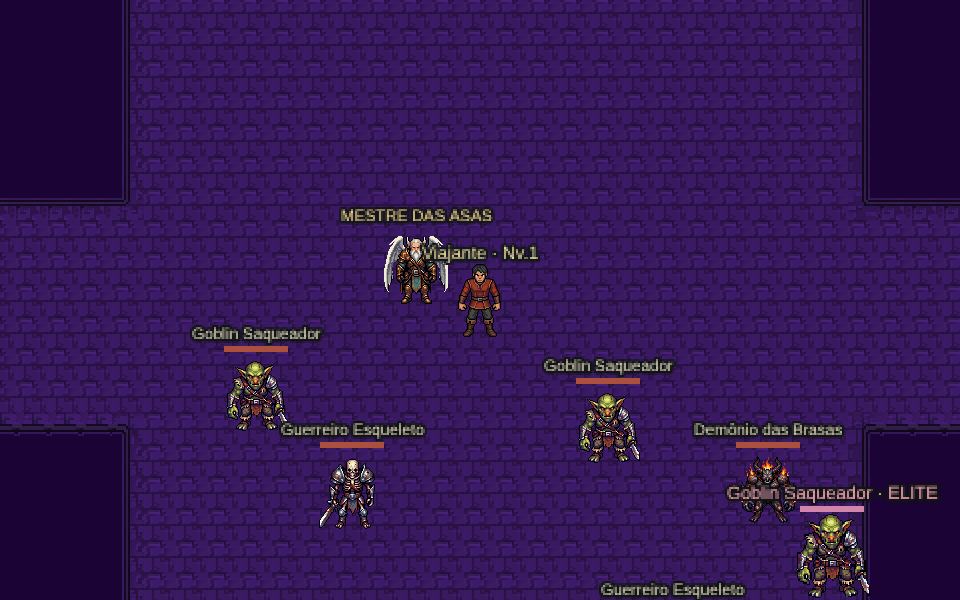 MESTRE DAS ASAS
Viajante · Nv.1
Goblin Saqueador
Goblin Saqueador
Guerreiro Esqueleto
Demônio das Brasas
Goblin Saqueador · ELITE
Guerreiro Esqueleto